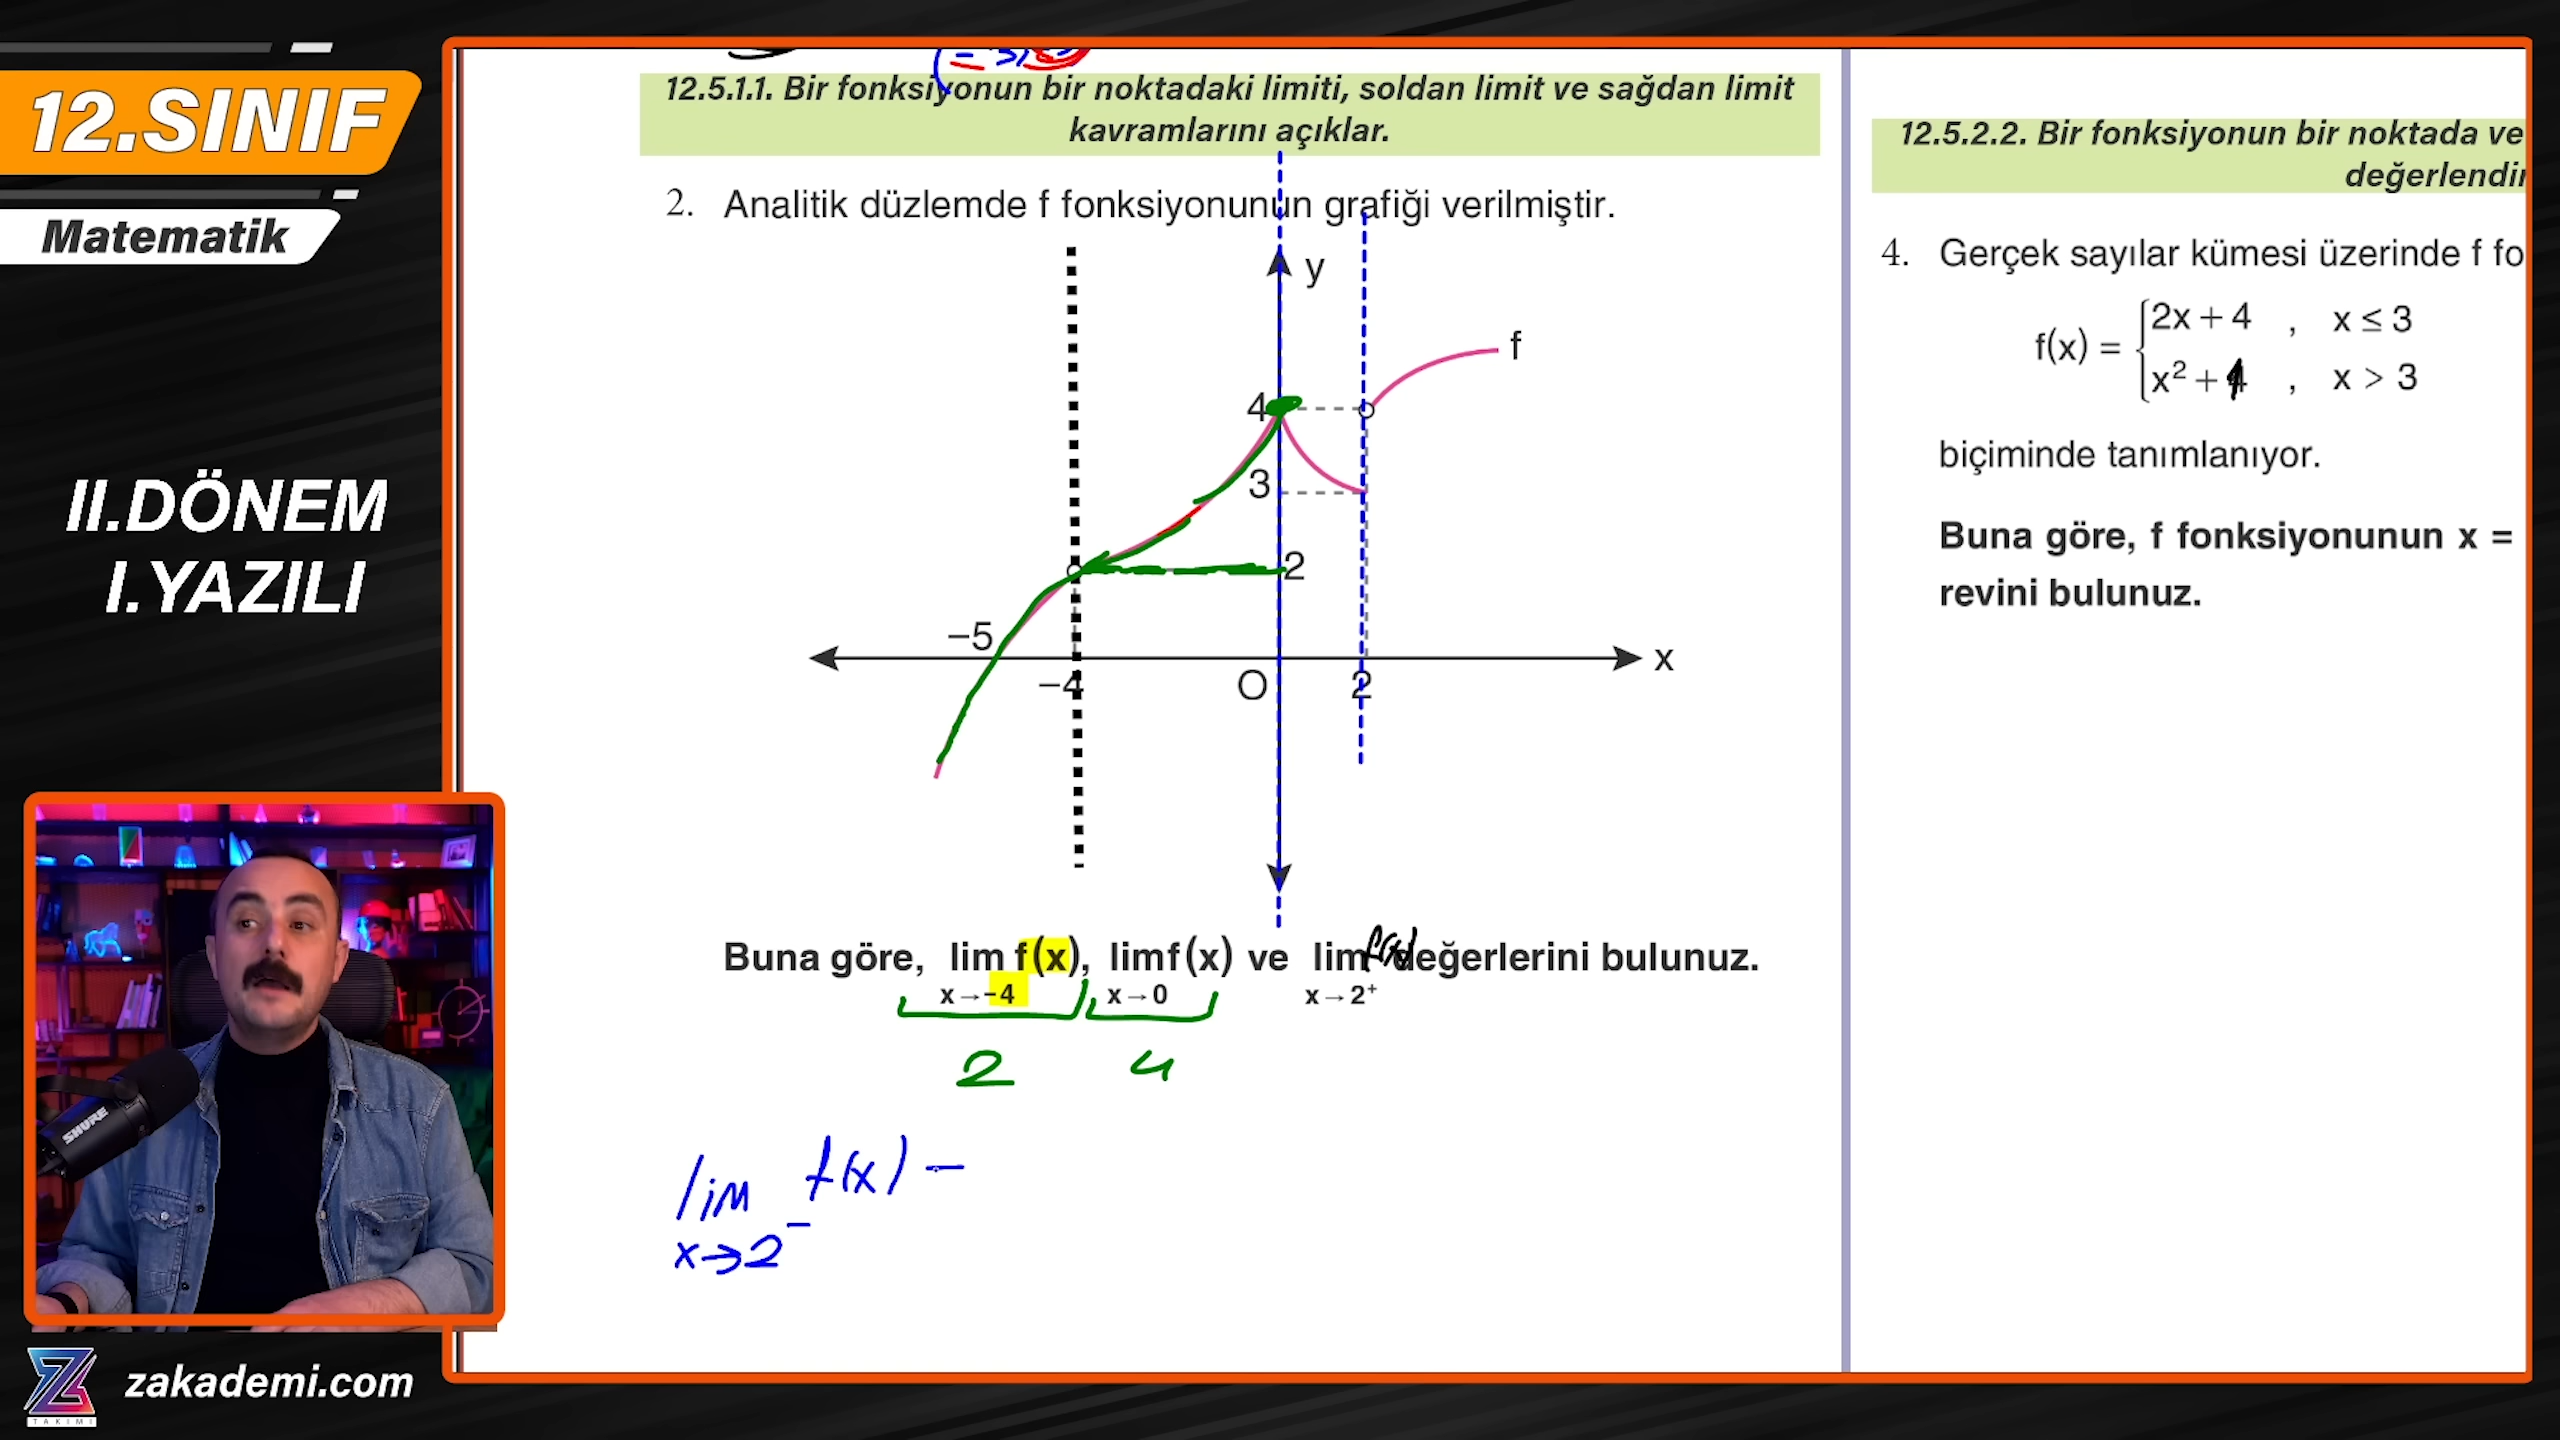 12.SINIF
Matematik
II.DÖNEM
I.YAZILI
SHURE
TAKIMI
zakademi.com
12.5.1.1. Bir fonksiyonun bir noktadaki limiti, soldan limit ve sağdan limit
kavramlarını açıklar.
2. Analitik düzlemde f fonksiyonunun grafiği verilmiştir.
y
f
4
3
2
−5
−4
O
2
x
Buna göre, lim f(x), lim f(x) ve lim f(x) değerlerini bulunuz.
x→−4 x→0 x→2⁺
2 4
lim f(x) −
x→2⁻
12.5.2.2. Bir fonksiyonun bir noktada ve
değerlendir
4. Gerçek sayılar kümesi üzerinde f fo
2x + 4 , x ≤ 3
f(x) =
x² + , x > 3
biçiminde tanımlanıyor.
Buna göre, f fonksiyonunun x =
revini bulunuz.